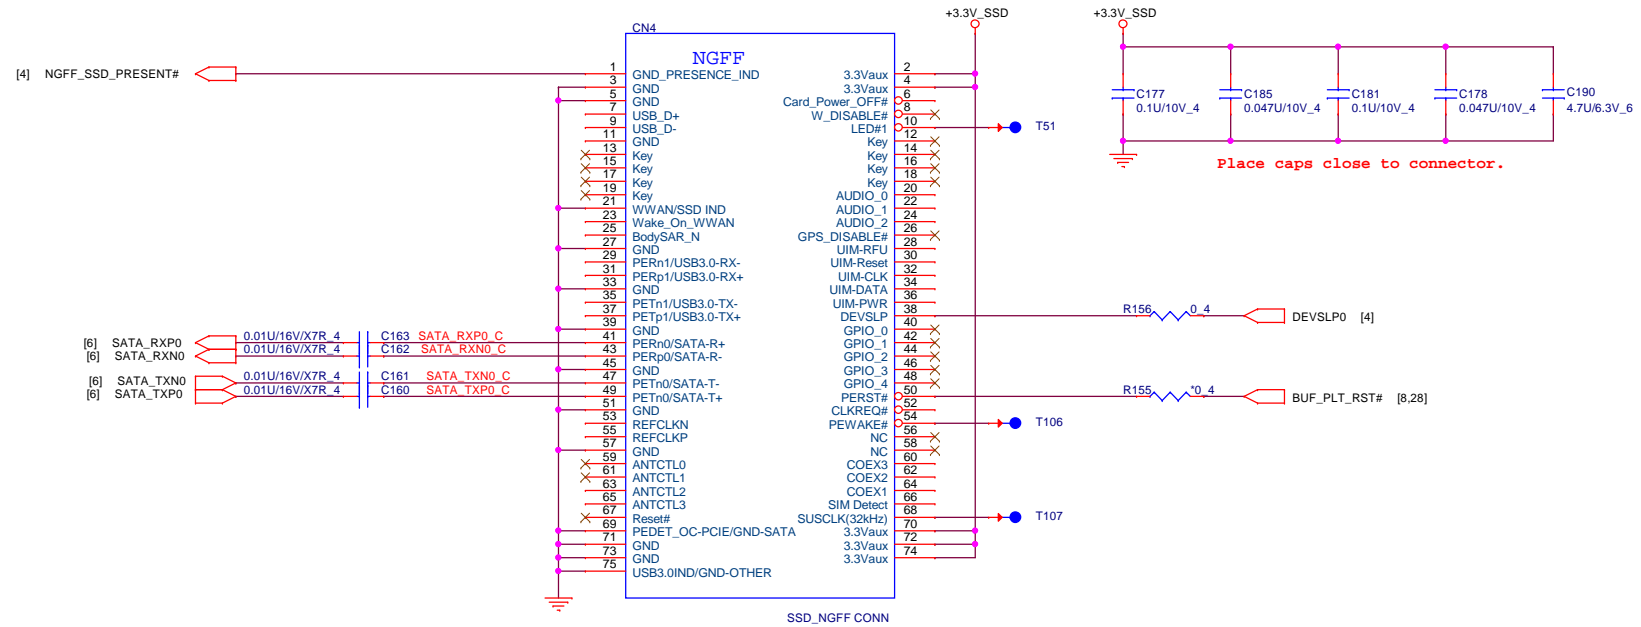 +3.3V_SSD
+3.3V_SSD
CN4
NGFF
[4] NGFF_SSD_PRESENT#
1 GND_PRESENCE_IND
3 GND
5 GND
7 USB_D+
9 USB_D-
11 GND
13 Key
15 Key
17 Key
19 Key
21 WWAN/SSD IND
23 Wake_On_WWAN
25 BodySAR_N
27 GND
29 PERn1/USB3.0-RX-
31 PERp1/USB3.0-RX+
33 GND
35 PETn1/USB3.0-TX-
37 PETp1/USB3.0-TX+
39 GND
41 PERn0/SATA-R+
43 PERp0/SATA-R-
45 GND
47 PETn0/SATA-T-
49 PETn0/SATA-T+
51 GND
53 REFCLKN
55 REFCLKP
57 GND
59 ANTCTL0
61 ANTCTL1
63 ANTCTL2
65 ANTCTL3
67 Reset#
69 PEDET_OC-PCIE/GND-SATA
71 GND
73 GND
75 USB3.0IND/GND-OTHER
3.3Vaux 2
3.3Vaux 4
Card_Power_OFF# 6
W_DISABLE# 8
LED#1 10
Key 12
Key 14
Key 16
Key 18
AUDIO_0 20
AUDIO_1 22
AUDIO_2 24
GPS_DISABLE# 26
UIM-RFU 28
UIM-Reset 30
UIM-CLK 32
UIM-DATA 34
UIM-PWR 36
DEVSLP 38
GPIO_0 40
GPIO_1 42
GPIO_2 44
GPIO_3 46
GPIO_4 48
PERST# 50
CLKREQ# 52
PEWAKE# 54
NC 56
NC 58
COEX3 60
COEX2 62
COEX1 64
SIM Detect 66
SUSCLK(32kHz) 68
3.3Vaux 70
3.3Vaux 72
3.3Vaux 74
[6] SATA_RXP0 0.01U/16V/X7R_4 C163 SATA_RXP0_C
[6] SATA_RXN0 0.01U/16V/X7R_4 C162 SATA_RXN0_C
[6] SATA_TXN0 0.01U/16V/X7R_4 C161 SATA_TXN0_C
[6] SATA_TXP0 0.01U/16V/X7R_4 C160 SATA_TXP0_C
T51
R156 0_4 DEVSLP0 [4]
R155 *0_4 BUF_PLT_RST# [8,28]
T106
T107
C177
0.1U/10V_4
C185
0.047U/10V_4
C181
0.1U/10V_4
C178
0.047U/10V_4
C190
4.7U/6.3V_6
Place caps close to connector.
SSD_NGFF CONN